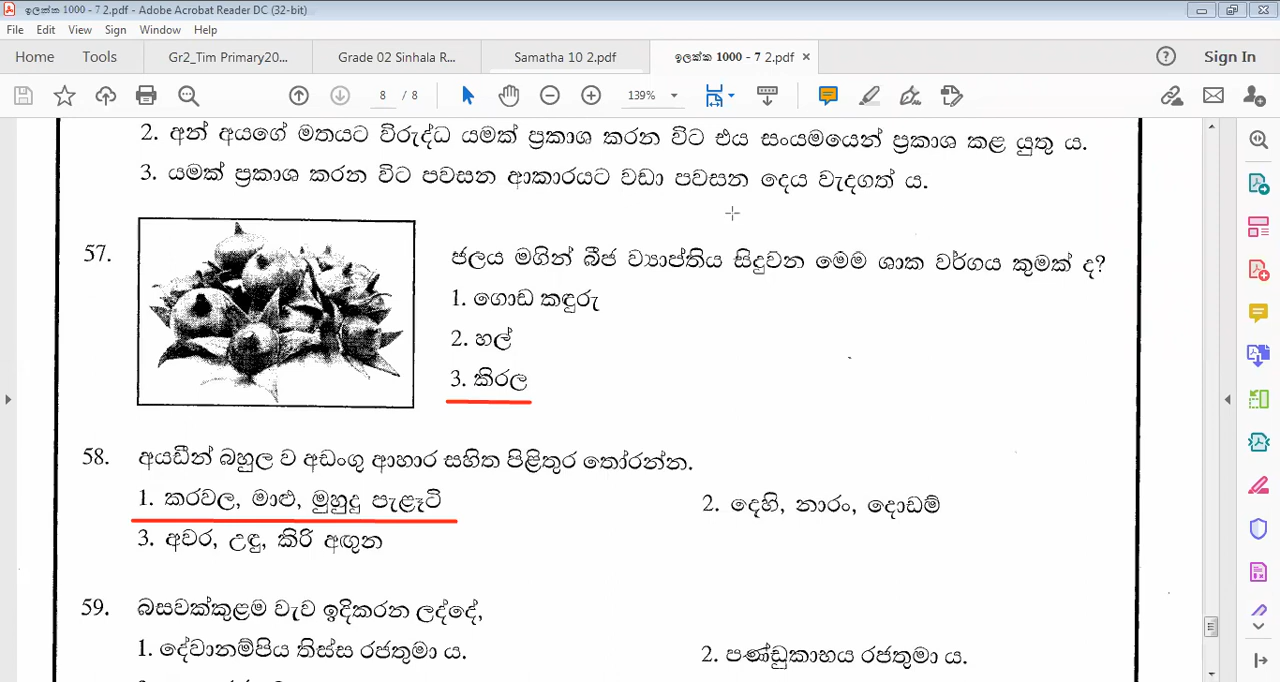 ඉලක්ක 1000 - 7 2.pdf - Adobe Acrobat Reader DC (32-bit)
File Edit View Sign Window Help
Home Tools Gr2_Tim Primary20... Grade 02 Sinhala R... Samatha 10 2.pdf ඉලක්ක 1000 - 7 2.pdf × Sign In
8 / 8 139%
2. අන් අයගේ මතයට විරුද්ධ යමක් ප්‍රකාශ කරන විට එය සංයමයෙන් ප්‍රකාශ කළ යුතු ය.
3. යමක් ප්‍රකාශ කරන විට පවසන ආකාරයට වඩා පවසන දෙය වැදගත් ය.
57. ජලය මගින් බීජ ව්‍යාප්තිය සිදුවන මෙම ශාක වර්ගය කුමක් ද?
1. ගොඩ කඳුරු
2. හල්
3. කිරල
58. අයඩීන් බහුල ව අඩංගු ආහාර සහිත පිළිතුර තෝරන්න.
1. කරවල, මාළු, මුහුදු පැළෑටි 2. දෙහි, නාරං, දොඩම්
3. අවර, උඳු, කිරි අඟුන
59. බසවක්කුළම වැව ඉදිකරන ලද්දේ,
1. දේවානම්පිය තිස්ස රජතුමා ය. 2. පණ්ඩුකාභය රජතුමා ය.